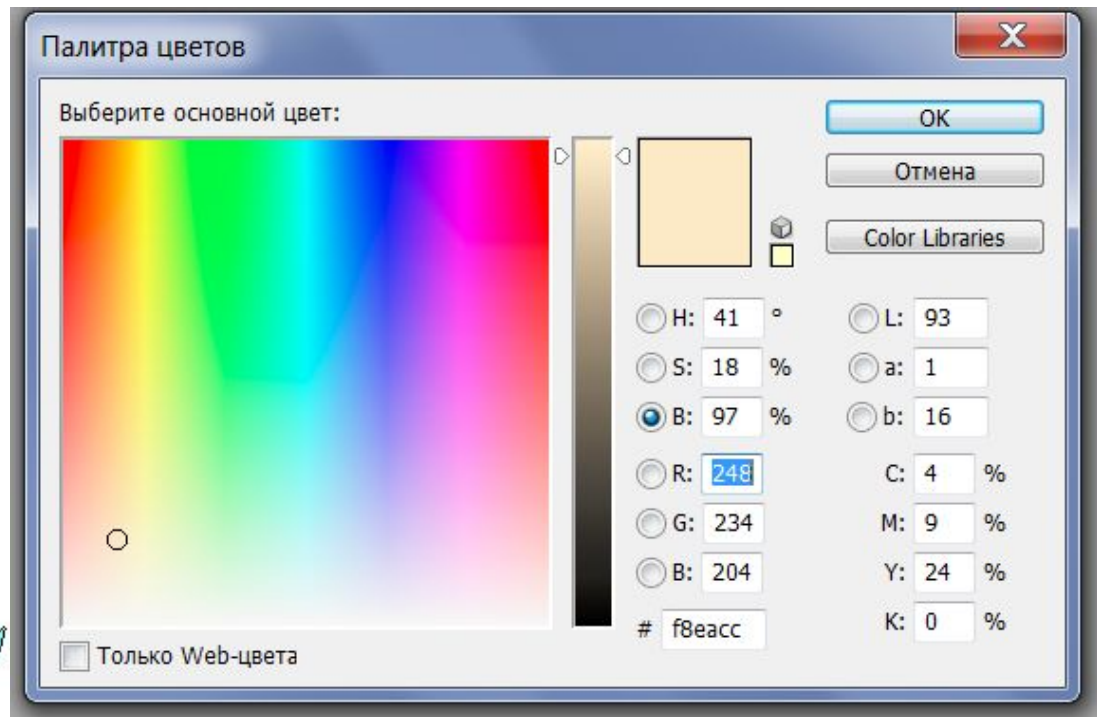 Палитра цветов
X
Выберите основной цвет:
OK
Отмена
Color Libraries
H: 41 °
L: 93
S: 18 %
a: 1
B: 97 %
b: 16
R: 248
C: 4 %
G: 234
M: 9 %
B: 204
Y: 24 %
# f8eacc
K: 0 %
Только Web-цвета